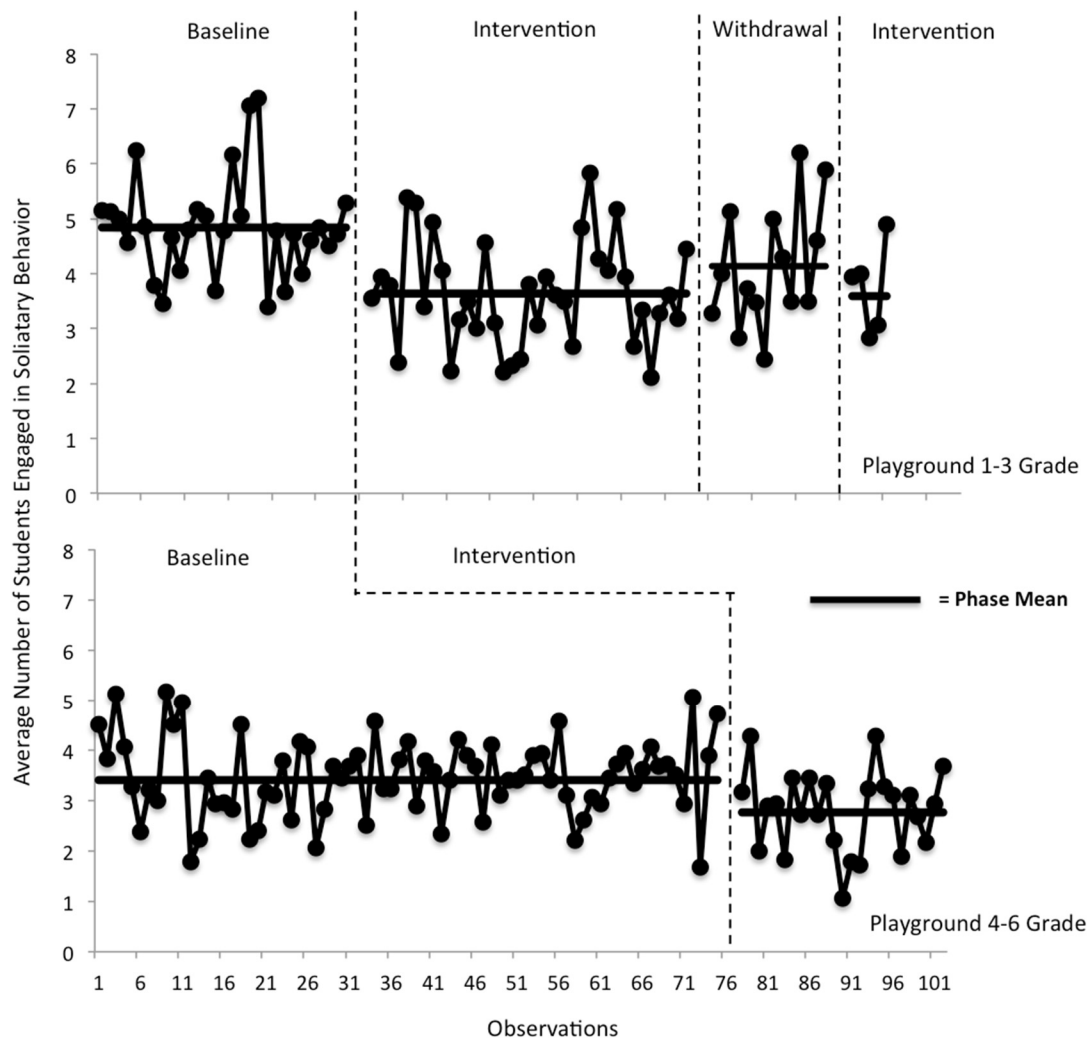 Baseline Intervention Withdrawal Intervention
8
7
6
5
4
3
2
1
0
Playground 1-3 Grade
Average Number of Students Engaged in Soliatary Behavior
Baseline Intervention
8
7
6
5
4
3
2
1
0
= Phase Mean
Playground 4-6 Grade
1 6 11 16 21 26 31 36 41 46 51 56 61 66 71 76 81 86 91 96 101
Observations